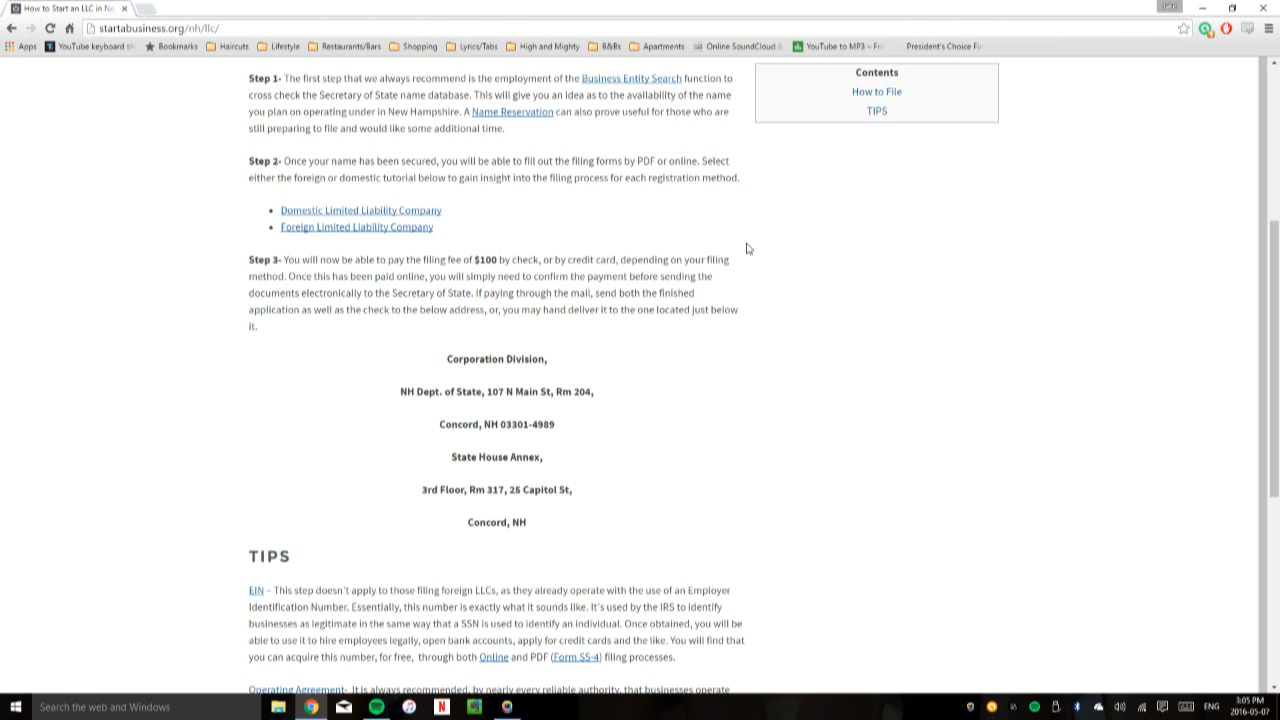 How to Start an LLC in Ne
startabusiness.org/nh/llc/
Apps YouTube keyboard sh Bookmarks Haircuts Lifestyle Restaurants/Bars Shopping Lyrics/Tabs High and Mighty B&Bs Apartments Online SoundCloud YouTube to MP3 - Fre President's Choice Fin
Step 1- The first step that we always recommend is the employment of the Business Entity Search function to
cross check the Secretary of State name database. This will give you an idea as to the availability of the name
you plan on operating under in New Hampshire. A Name Reservation can also prove useful for those who are
still preparing to file and would like some additional time.
Step 2- Once your name has been secured, you will be able to fill out the filing forms by PDF or online. Select
either the foreign or domestic tutorial below to gain insight into the filing process for each registration method.
• Domestic Limited Liability Company
• Foreign Limited Liability Company
Step 3- You will now be able to pay the filing fee of $100 by check, or by credit card, depending on your filing
method. Once this has been paid online, you will simply need to confirm the payment before sending the
documents electronically to the Secretary of State. If paying through the mail, send both the finished
application as well as the check to the below address, or, you may hand deliver it to the one located just below
it.
Corporation Division,
NH Dept. of State, 107 N Main St, Rm 204,
Concord, NH 03301-4989
State House Annex,
3rd Floor, Rm 317, 25 Capitol St,
Concord, NH
TIPS
EIN – This step doesn't apply to those filing foreign LLCs, as they already operate with the use of an Employer
Identification Number. Essentially, this number is exactly what it sounds like. It's used by the IRS to identify
businesses as legitimate in the same way that a SSN is used to identify an individual. Once obtained, you will be
able to use it to hire employees legally, open bank accounts, apply for credit cards and the like. You will find that
you can acquire this number, for free, through both Online and PDF (Form SS-4) filing processes.
Operating Agreement- It is always recommended, by nearly every reliable authority, that businesses operate
Contents
How to File
TIPS
Search the web and Windows
ENG
3:05 PM
2016-05-07